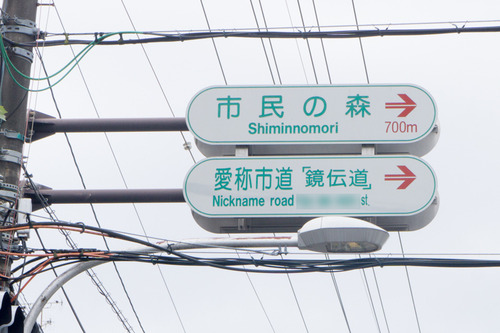 市民の森
Shiminnomori
700m
愛称市道「鏡伝道」
Nickname road st.